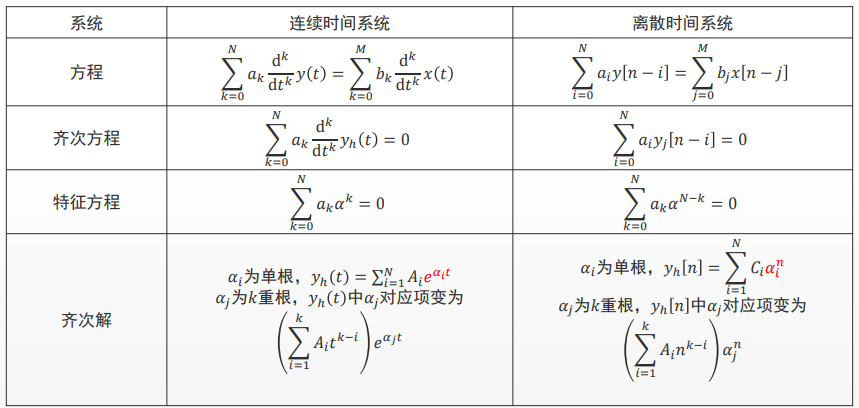 系统 连续时间系统 离散时间系统
方程 $\sum_{k=0}^{N} a_k \frac{\mathrm{d}^k}{\mathrm{d}t^k} y(t) = \sum_{k=0}^{M} b_k \frac{\mathrm{d}^k}{\mathrm{d}t^k} x(t)$ $\sum_{i=0}^{N} a_i y[n-i] = \sum_{j=0}^{M} b_j x[n-j]$
齐次方程 $\sum_{k=0}^{N} a_k \frac{\mathrm{d}^k}{\mathrm{d}t^k} y_h(t) = 0$ $\sum_{i=0}^{N} a_i y_j[n-i] = 0$
特征方程 $\sum_{k=0}^{N} a_k \alpha^k = 0$ $\sum_{k=0}^{N} a_k \alpha^{N-k} = 0$
齐次解
$\alpha_i$为单根，$y_h(t) = \sum_{i=1}^{N} A_i e^{\alpha_i t}$
$\alpha_j$为$k$重根，$y_h(t)$中$\alpha_j$对应项变为
$\left( \sum_{i=1}^{k} A_i t^{k-i} \right) e^{\alpha_j t}$
$\alpha_i$为单根，$y_h[n] = \sum_{i=1}^{N} C_i \alpha_i^n$
$\alpha_j$为$k$重根，$y_h[n]$中$\alpha_j$对应项变为
$\left( \sum_{i=1}^{k} A_i n^{k-i} \right) \alpha_j^n$